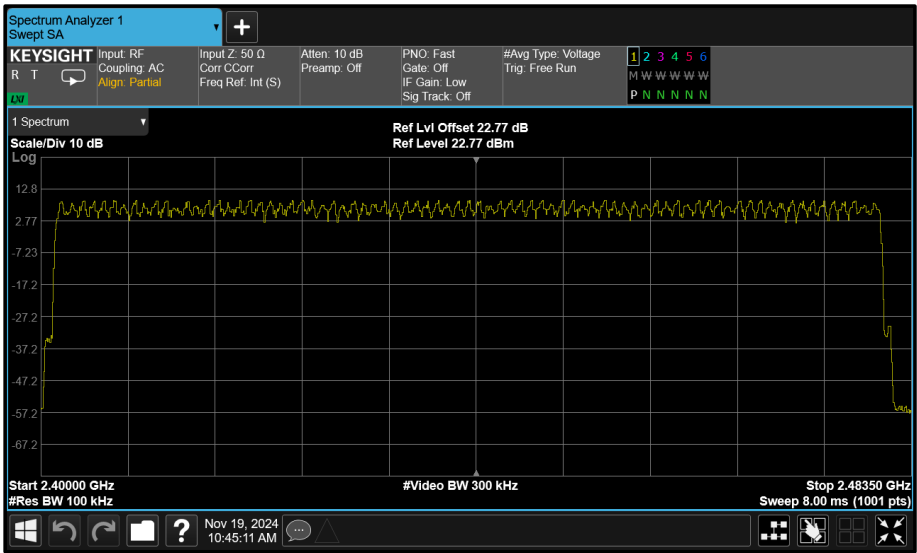 Spectrum Analyzer 1
Swept SA
+
KEYSIGHT
R T
LXI
Input: RF
Coupling: AC
Align: Partial
Input Z: 50 Ω
Corr CCorr
Freq Ref: Int (S)
Atten: 10 dB
Preamp: Off
PNO: Fast
Gate: Off
IF Gain: Low
Sig Track: Off
#Avg Type: Voltage
Trig: Free Run
1 2 3 4 5 6
M W W W W W
P N N N N N
1 Spectrum
Scale/Div 10 dB
Ref Lvl Offset 22.77 dB
Ref Level 22.77 dBm
Log
12.8
2.77
-7.23
-17.2
-27.2
-37.2
-47.2
-57.2
-67.2
Start 2.40000 GHz
#Res BW 100 kHz
#Video BW 300 kHz
Stop 2.48350 GHz
Sweep 8.00 ms (1001 pts)
?
Nov 19, 2024
10:45:11 AM